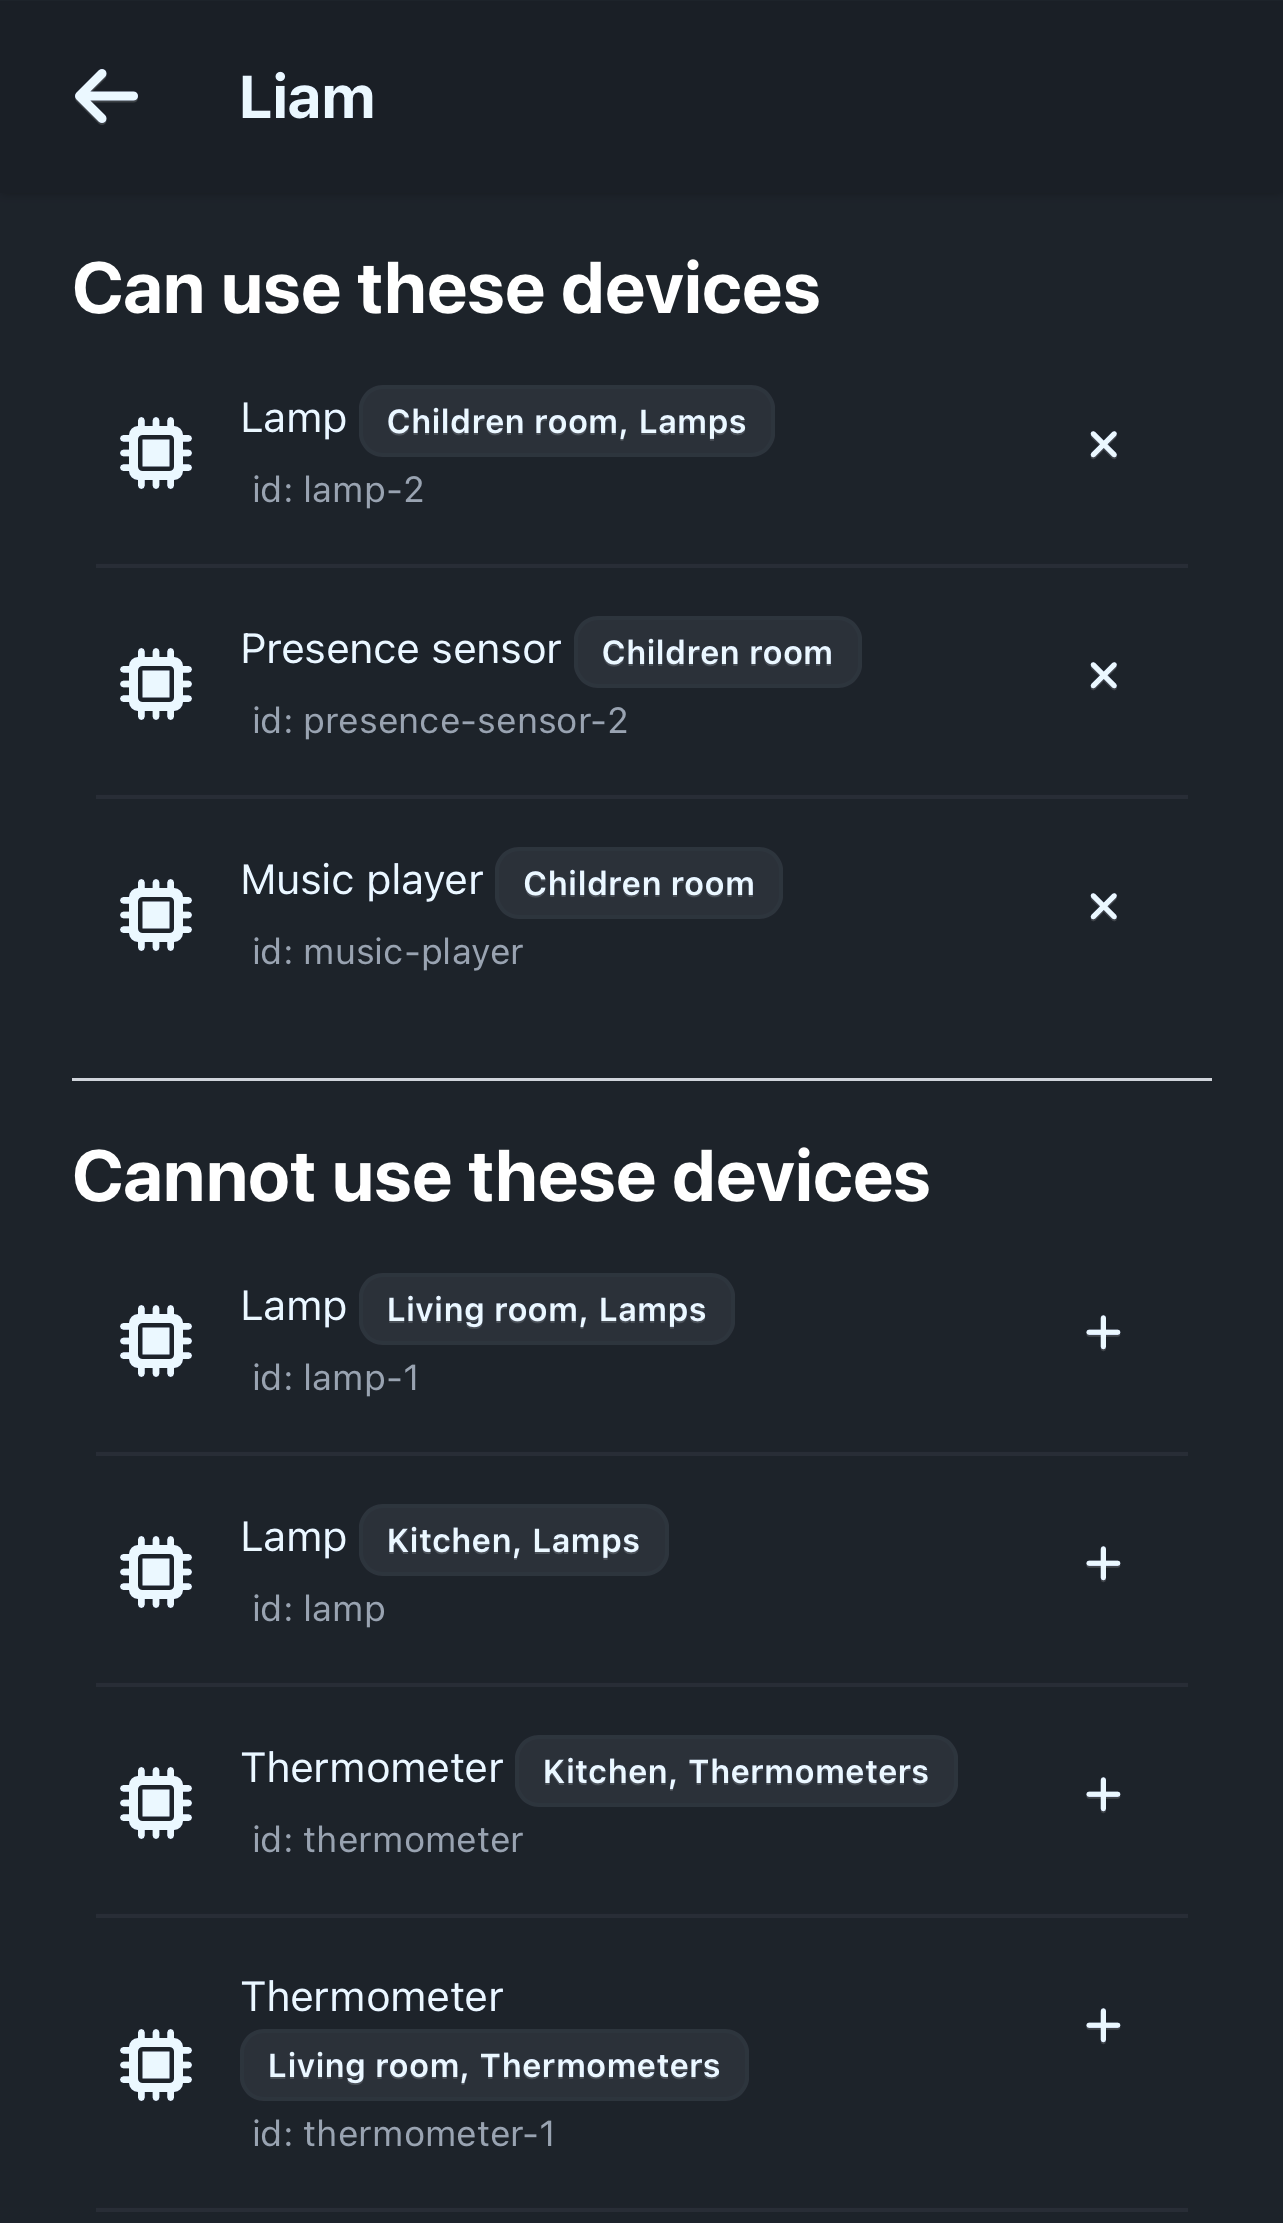 Liam
Can use these devices
Lamp Children room, Lamps
id: lamp-2
Presence sensor Children room
id: presence-sensor-2
Music player Children room
id: music-player
Cannot use these devices
Lamp Living room, Lamps
id: lamp-1
Lamp Kitchen, Lamps
id: lamp
Thermometer Kitchen, Thermometers
id: thermometer
Thermometer
Living room, Thermometers
id: thermometer-1